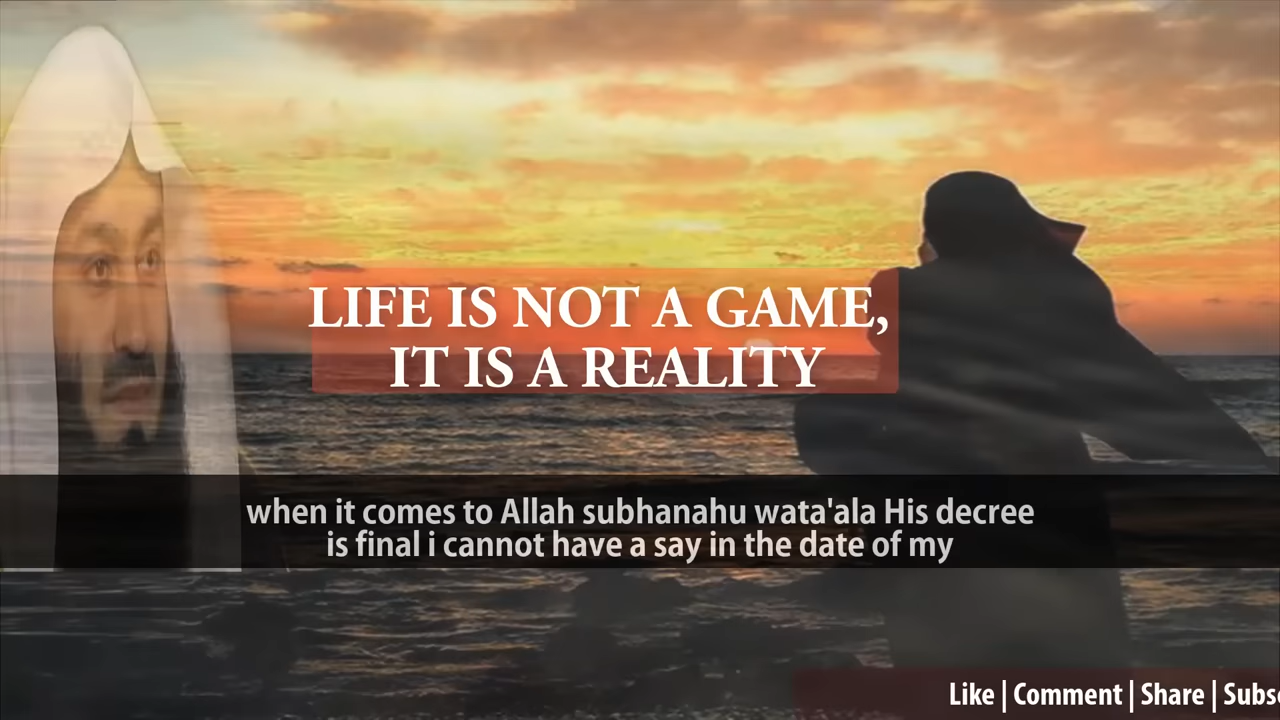 LIFE IS NOT A GAME,
IT IS A REALITY
when it comes to Allah subhanahu wata'ala His decree
is final i cannot have a say in the date of my
Like | Comment | Share | Subsc